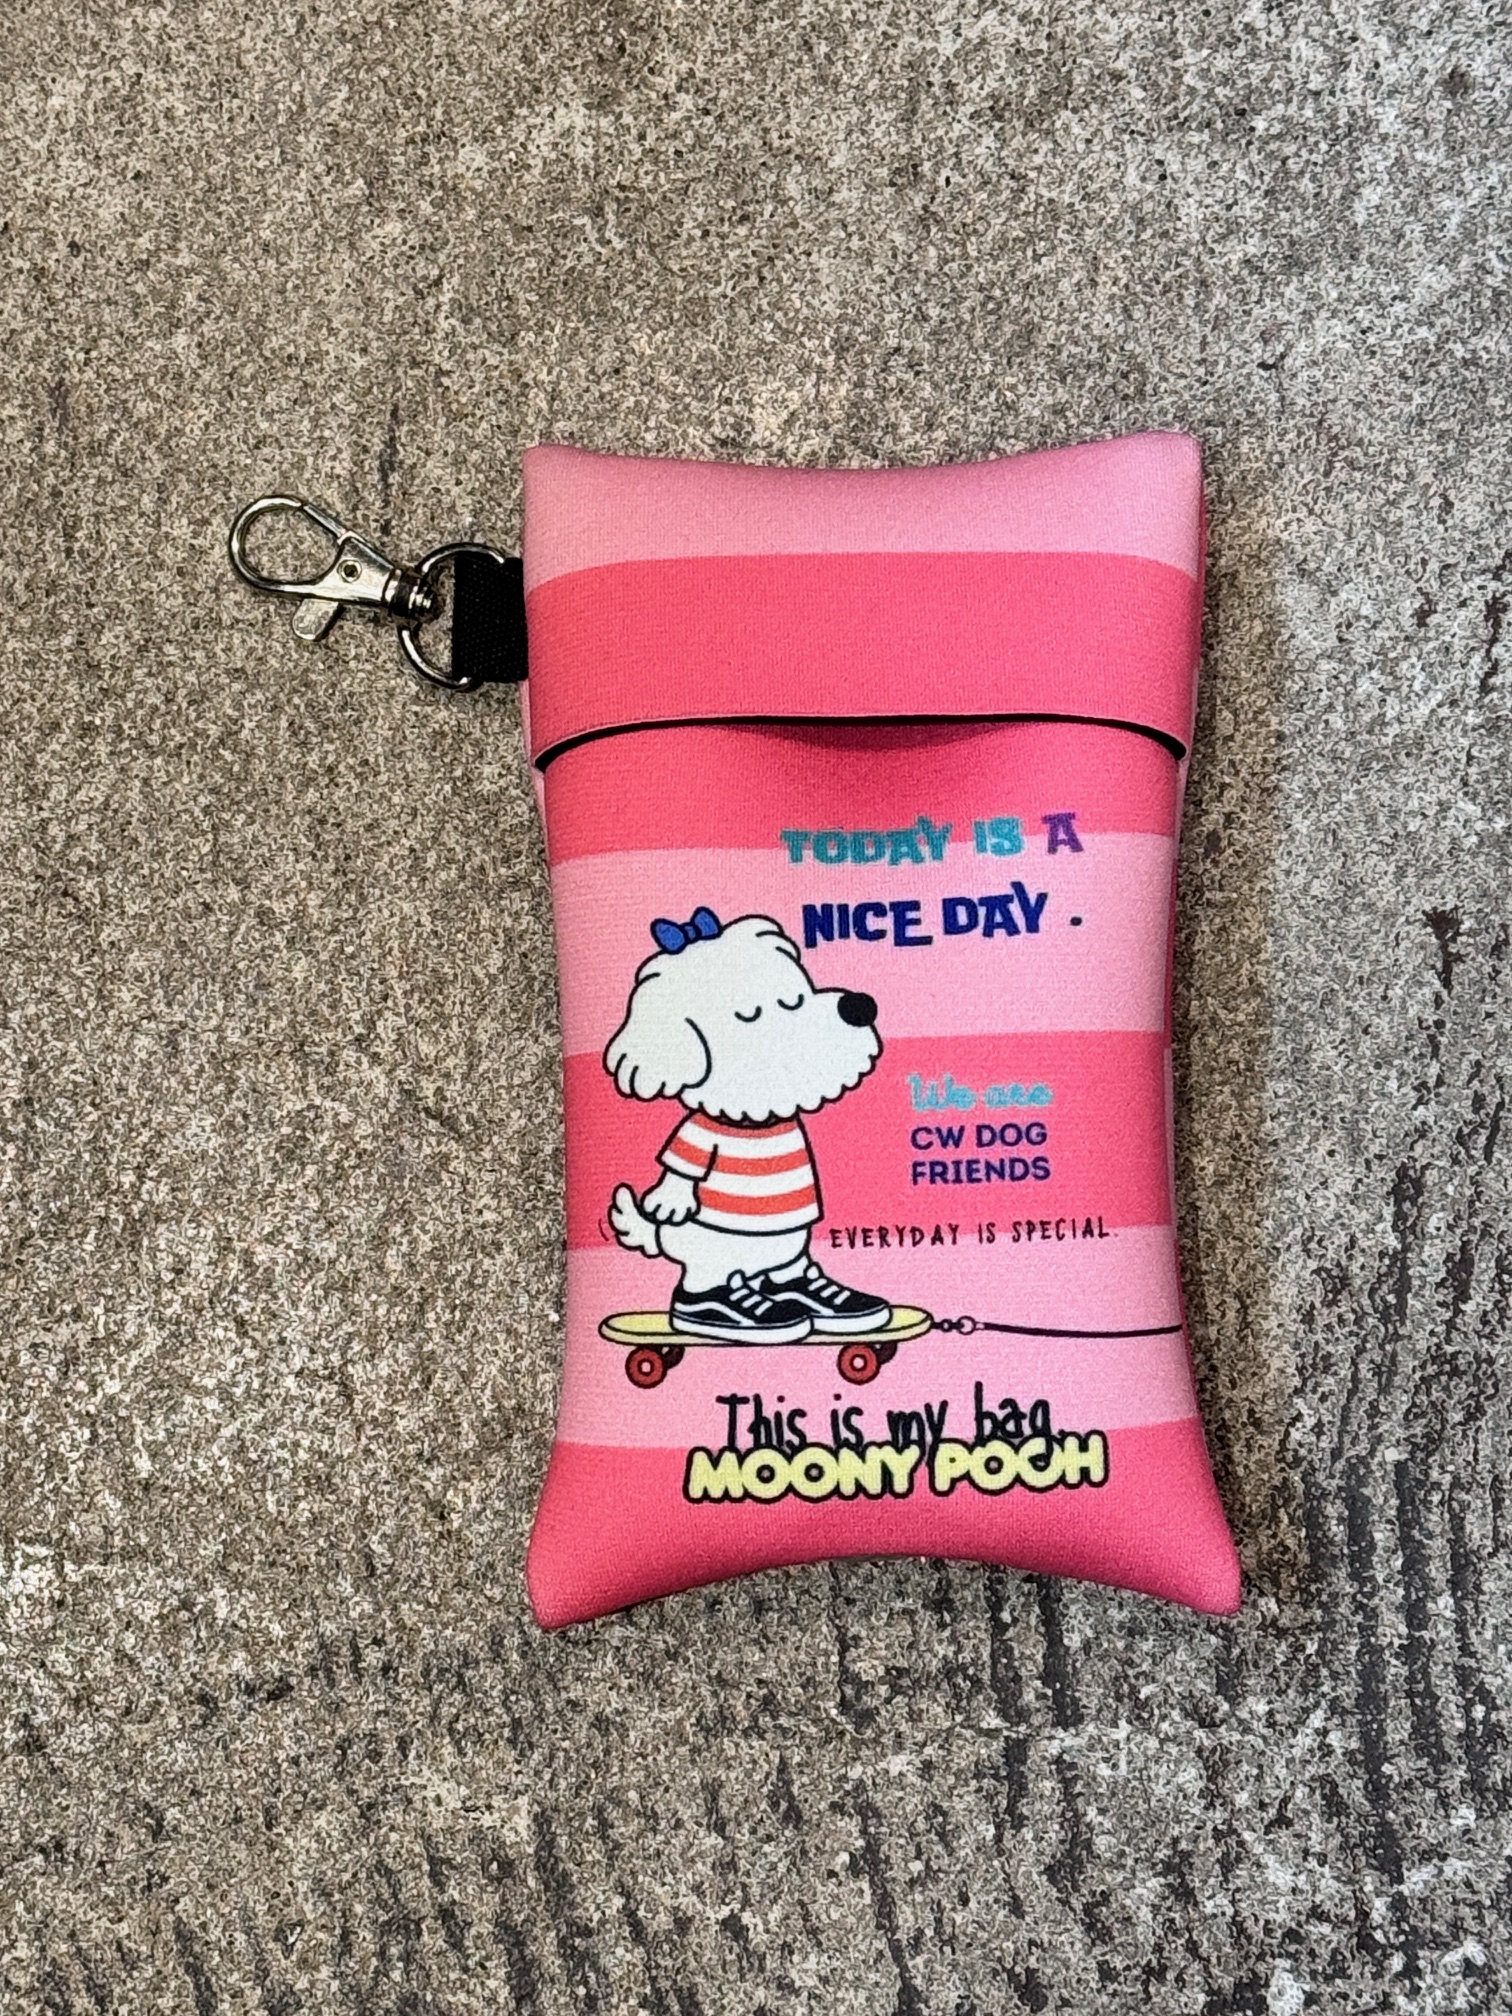 TODAY IS A
NICE DAY .
We are
CW DOG
FRIENDS
EVERYDAY IS SPECIAL.
This is my bag.
MOONY POOH